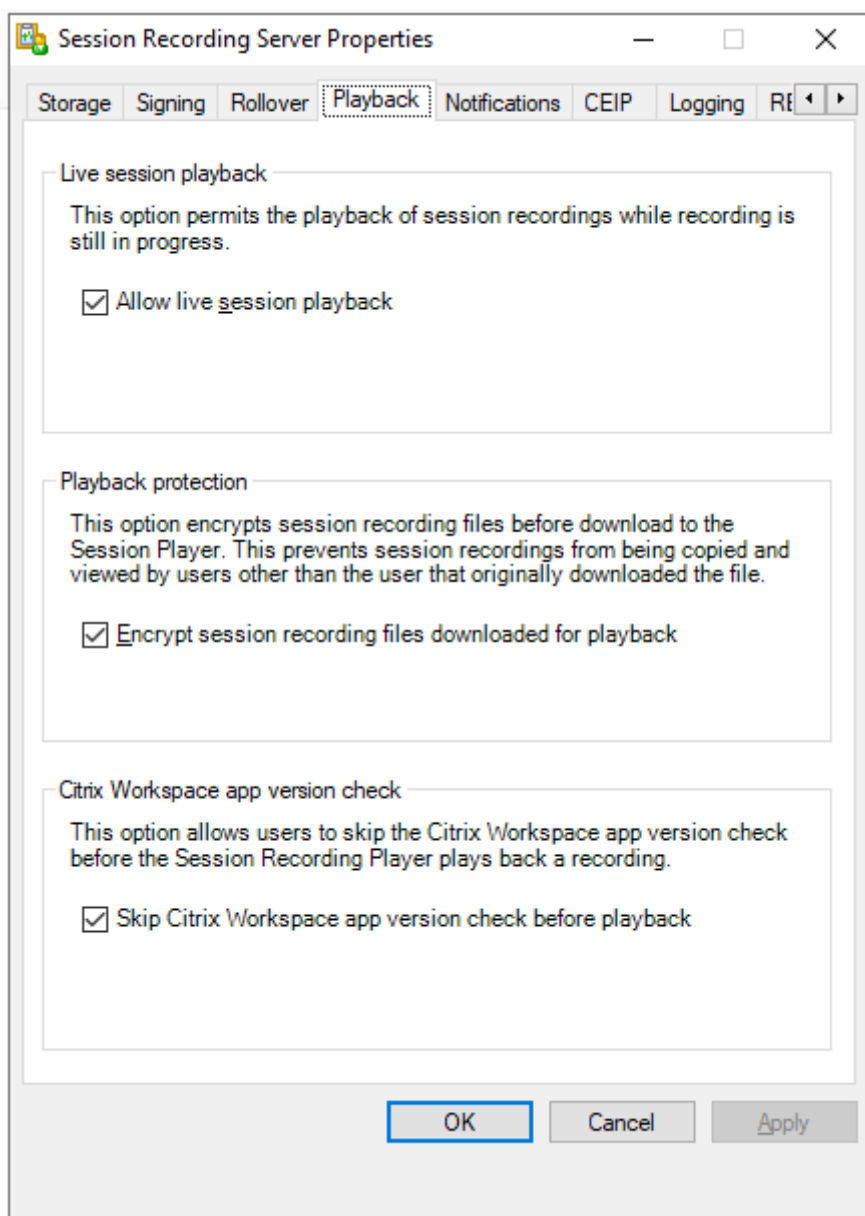 Session Recording Server Properties
Storage Signing Rollover Playback Notifications CEIP Logging
Live session playback
This option permits the playback of session recordings while recording is
still in progress.
Allow live session playback
Playback protection
This option encrypts session recording files before download to the
Session Player. This prevents session recordings from being copied and
viewed by users other than the user that originally downloaded the file.
Encrypt session recording files downloaded for playback
Citrix Workspace app version check
This option allows users to skip the Citrix Workspace app version check
before the Session Recording Player plays back a recording.
Skip Citrix Workspace app version check before playback
OK Cancel Apply